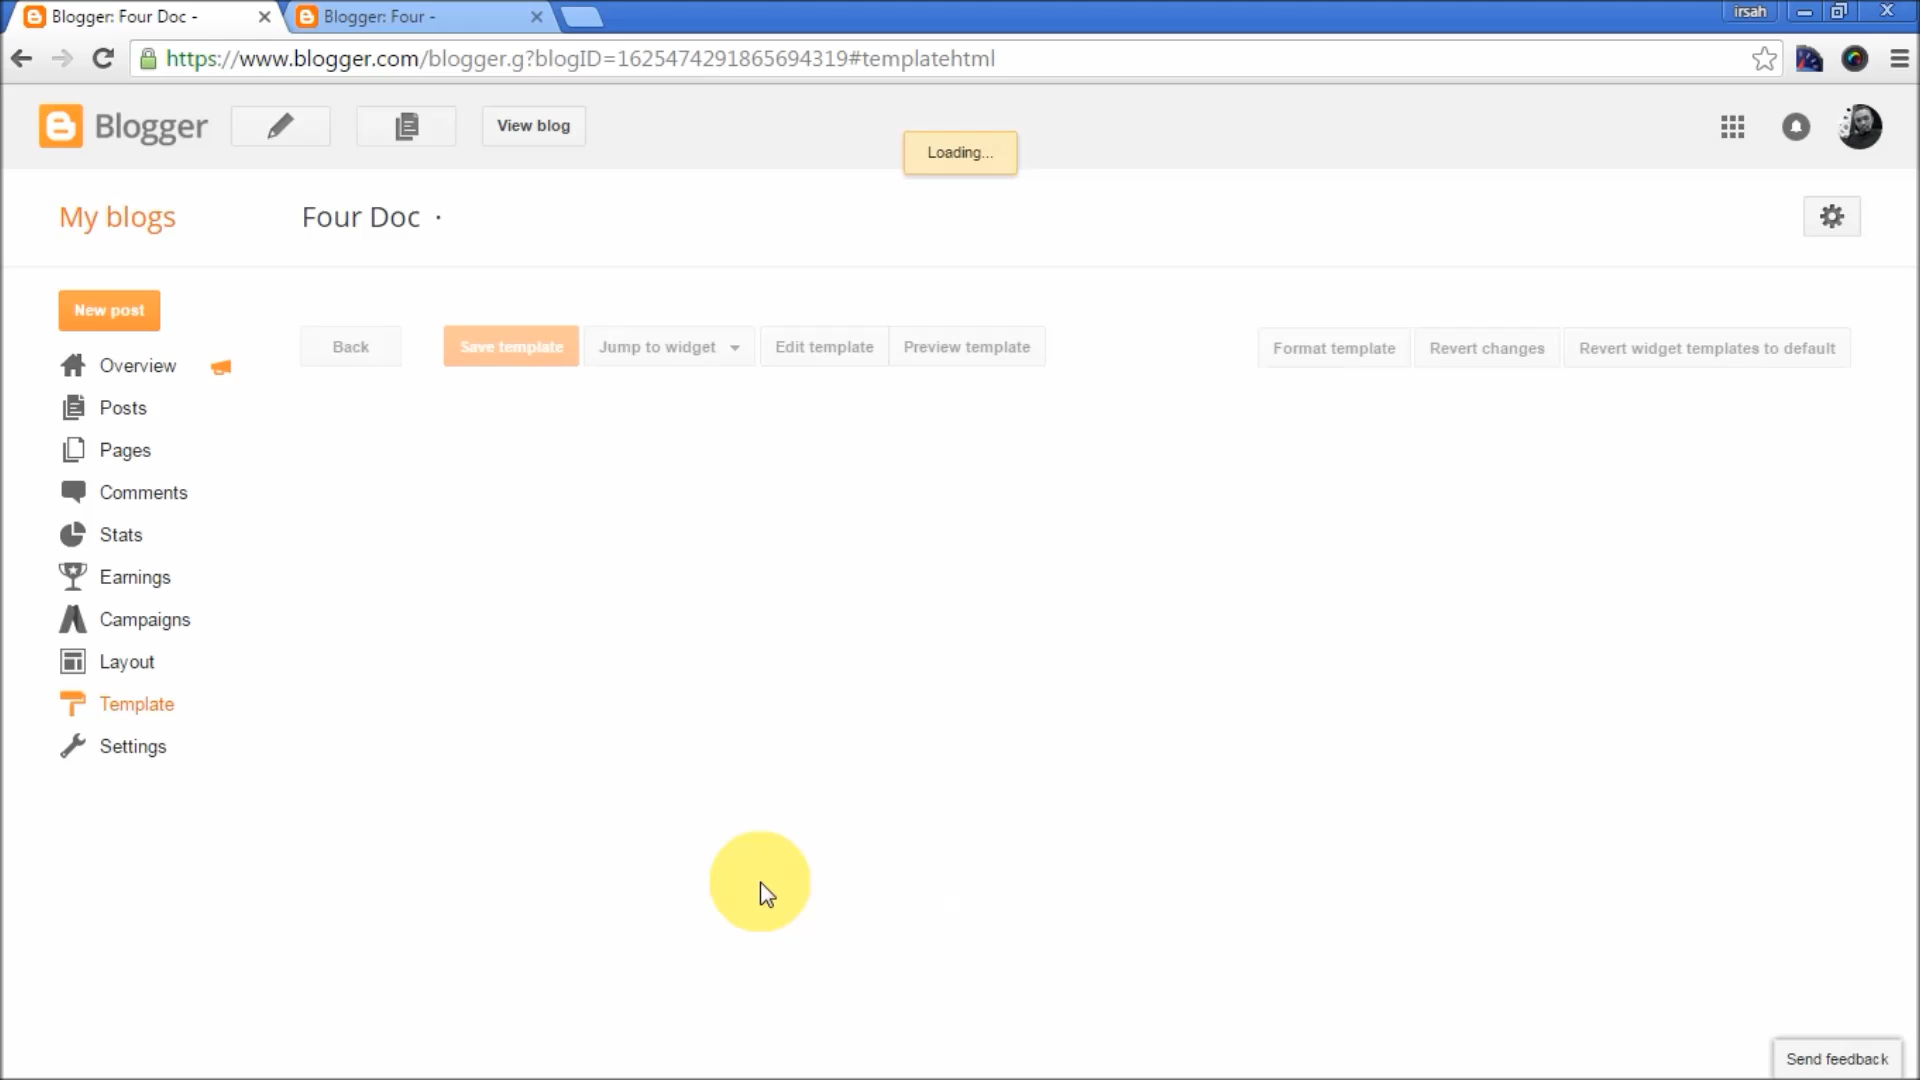 Blogger: Four Doc -
Blogger: Four -
irsah
https://www.blogger.com/blogger.g?blogID=1625474291865694319#templatehtml
Blogger
View blog
Loading...
My blogs
Four Doc ·
New post
Back
Save template
Jump to widget
Edit template
Preview template
Format template
Revert changes
Revert widget templates to default
Overview
Posts
Pages
Comments
Stats
Earnings
Campaigns
Layout
Template
Settings
Send feedback